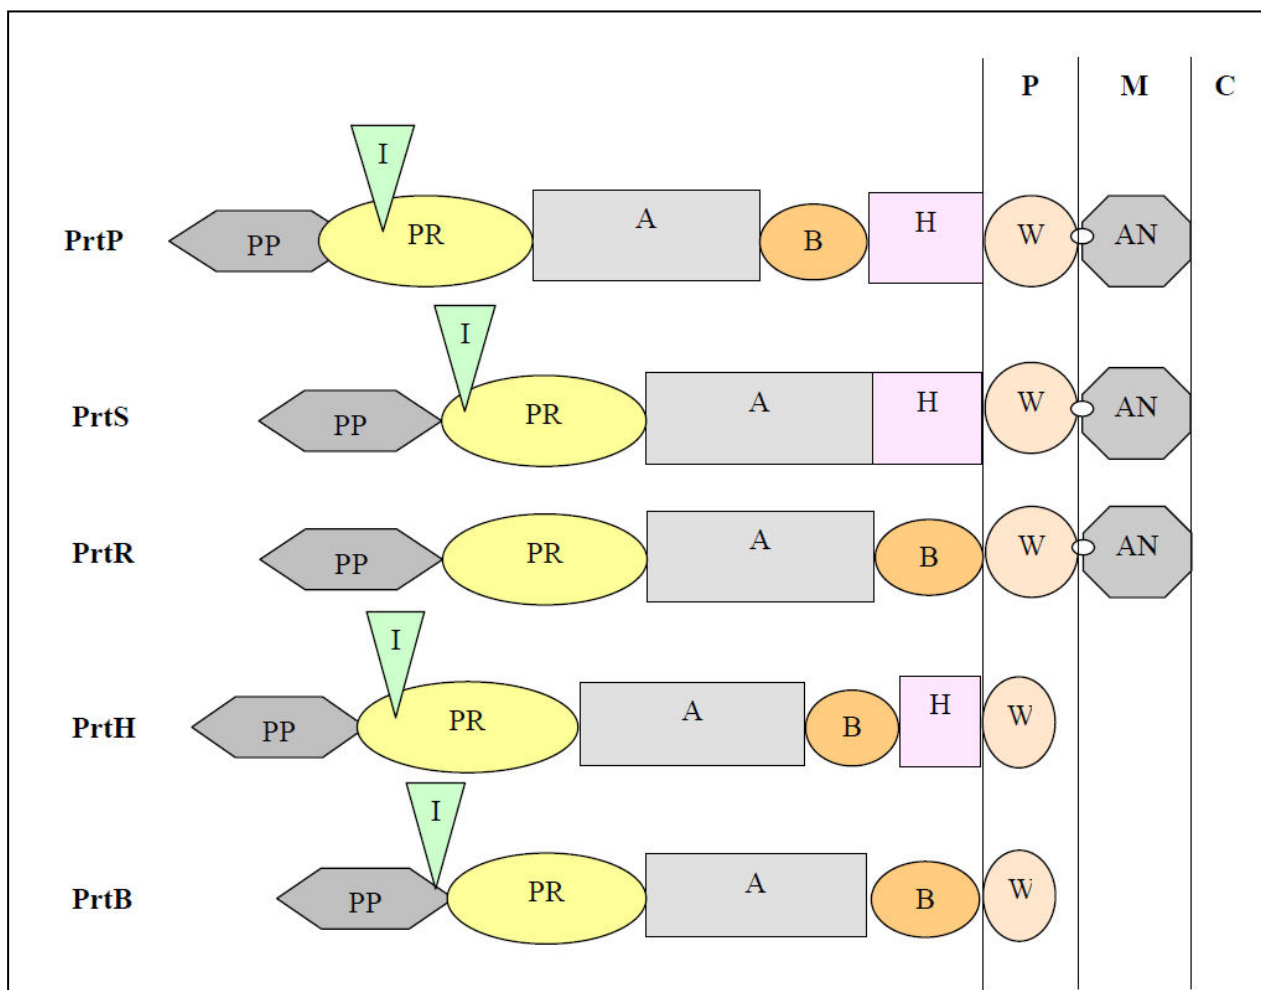 P M C
I
PrtP PP PR A B H W AN
I
PrtS PP PR A H W AN
PrtR PP PR A B W AN
I
PrtH PP PR A B H W
I
PrtB PP PR A B W